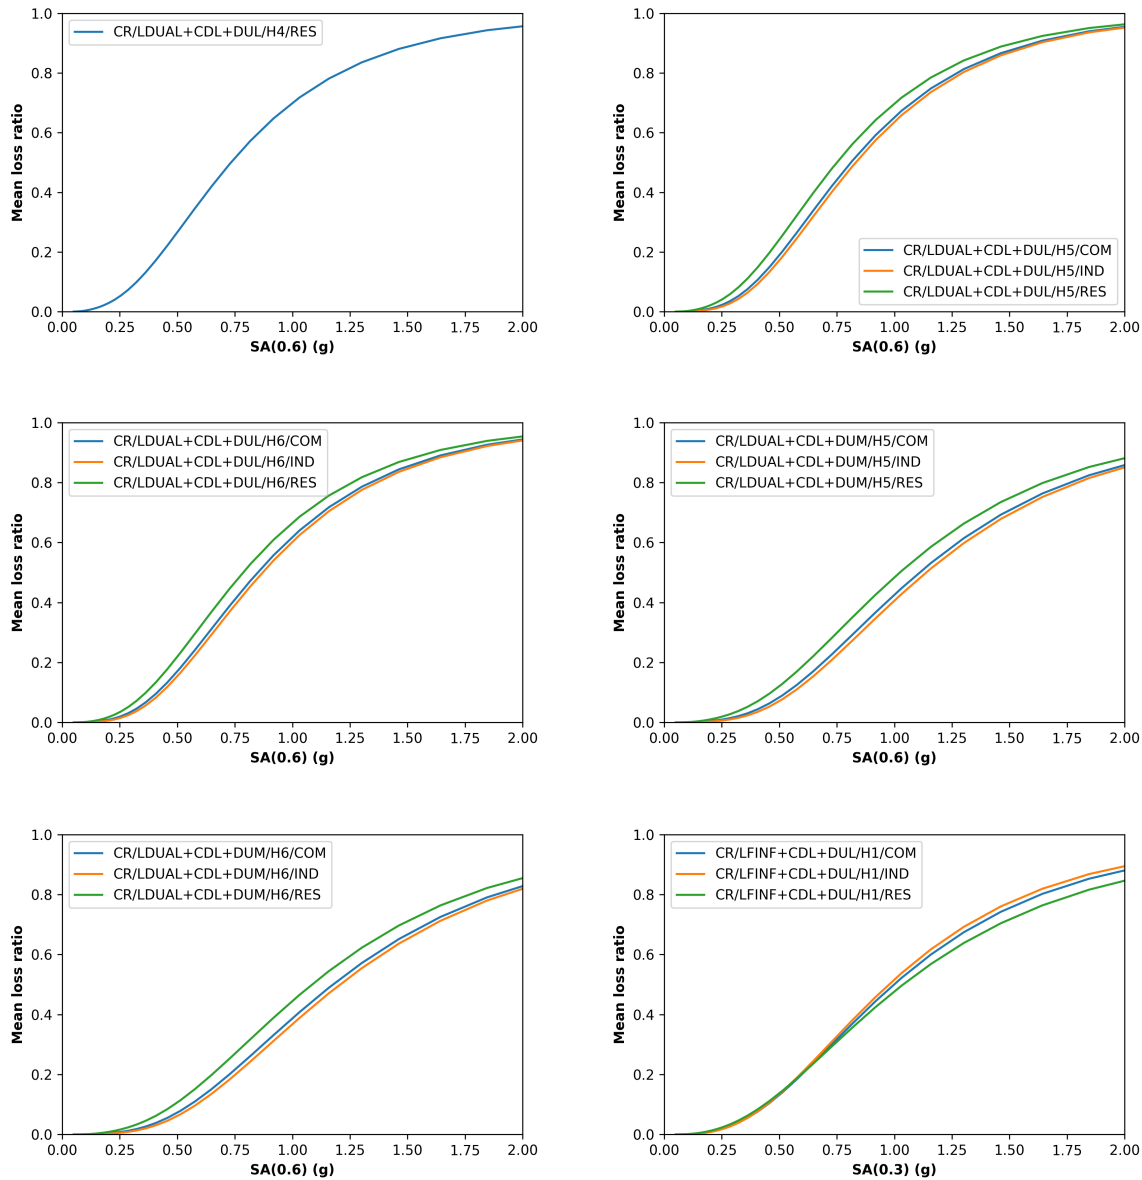 1.0
0.8
0.6
0.4
0.2
0.0
Mean loss ratio
CR/LDUAL+CDL+DUL/H4/RES
0.00 0.25 0.50 0.75 1.00 1.25 1.50 1.75 2.00
SA(0.6) (g)
1.0
0.8
0.6
0.4
0.2
0.0
Mean loss ratio
CR/LDUAL+CDL+DUL/H5/COM
CR/LDUAL+CDL+DUL/H5/IND
CR/LDUAL+CDL+DUL/H5/RES
0.00 0.25 0.50 0.75 1.00 1.25 1.50 1.75 2.00
SA(0.6) (g)
1.0
0.8
0.6
0.4
0.2
0.0
Mean loss ratio
CR/LDUAL+CDL+DUL/H6/COM
CR/LDUAL+CDL+DUL/H6/IND
CR/LDUAL+CDL+DUL/H6/RES
0.00 0.25 0.50 0.75 1.00 1.25 1.50 1.75 2.00
SA(0.6) (g)
1.0
0.8
0.6
0.4
0.2
0.0
Mean loss ratio
CR/LDUAL+CDL+DUM/H5/COM
CR/LDUAL+CDL+DUM/H5/IND
CR/LDUAL+CDL+DUM/H5/RES
0.00 0.25 0.50 0.75 1.00 1.25 1.50 1.75 2.00
SA(0.6) (g)
1.0
0.8
0.6
0.4
0.2
0.0
Mean loss ratio
CR/LDUAL+CDL+DUM/H6/COM
CR/LDUAL+CDL+DUM/H6/IND
CR/LDUAL+CDL+DUM/H6/RES
0.00 0.25 0.50 0.75 1.00 1.25 1.50 1.75 2.00
SA(0.6) (g)
1.0
0.8
0.6
0.4
0.2
0.0
Mean loss ratio
CR/LFINF+CDL+DUL/H1/COM
CR/LFINF+CDL+DUL/H1/IND
CR/LFINF+CDL+DUL/H1/RES
0.00 0.25 0.50 0.75 1.00 1.25 1.50 1.75 2.00
SA(0.3) (g)